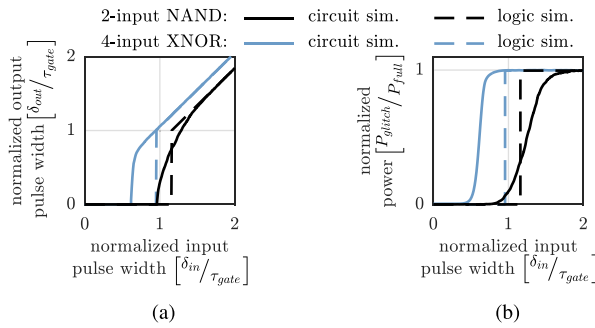 2-input NAND: circuit sim. logic sim.
4-input XNOR: circuit sim. logic sim.
normalized output
pulse width [δout/τgate]
2
1
0
0 1 2
normalized input
pulse width [δin/τgate]
(a)
normalized
power [Pglitch/Pfull]
1
0
0 1 2
normalized input
pulse width [δin/τgate]
(b)